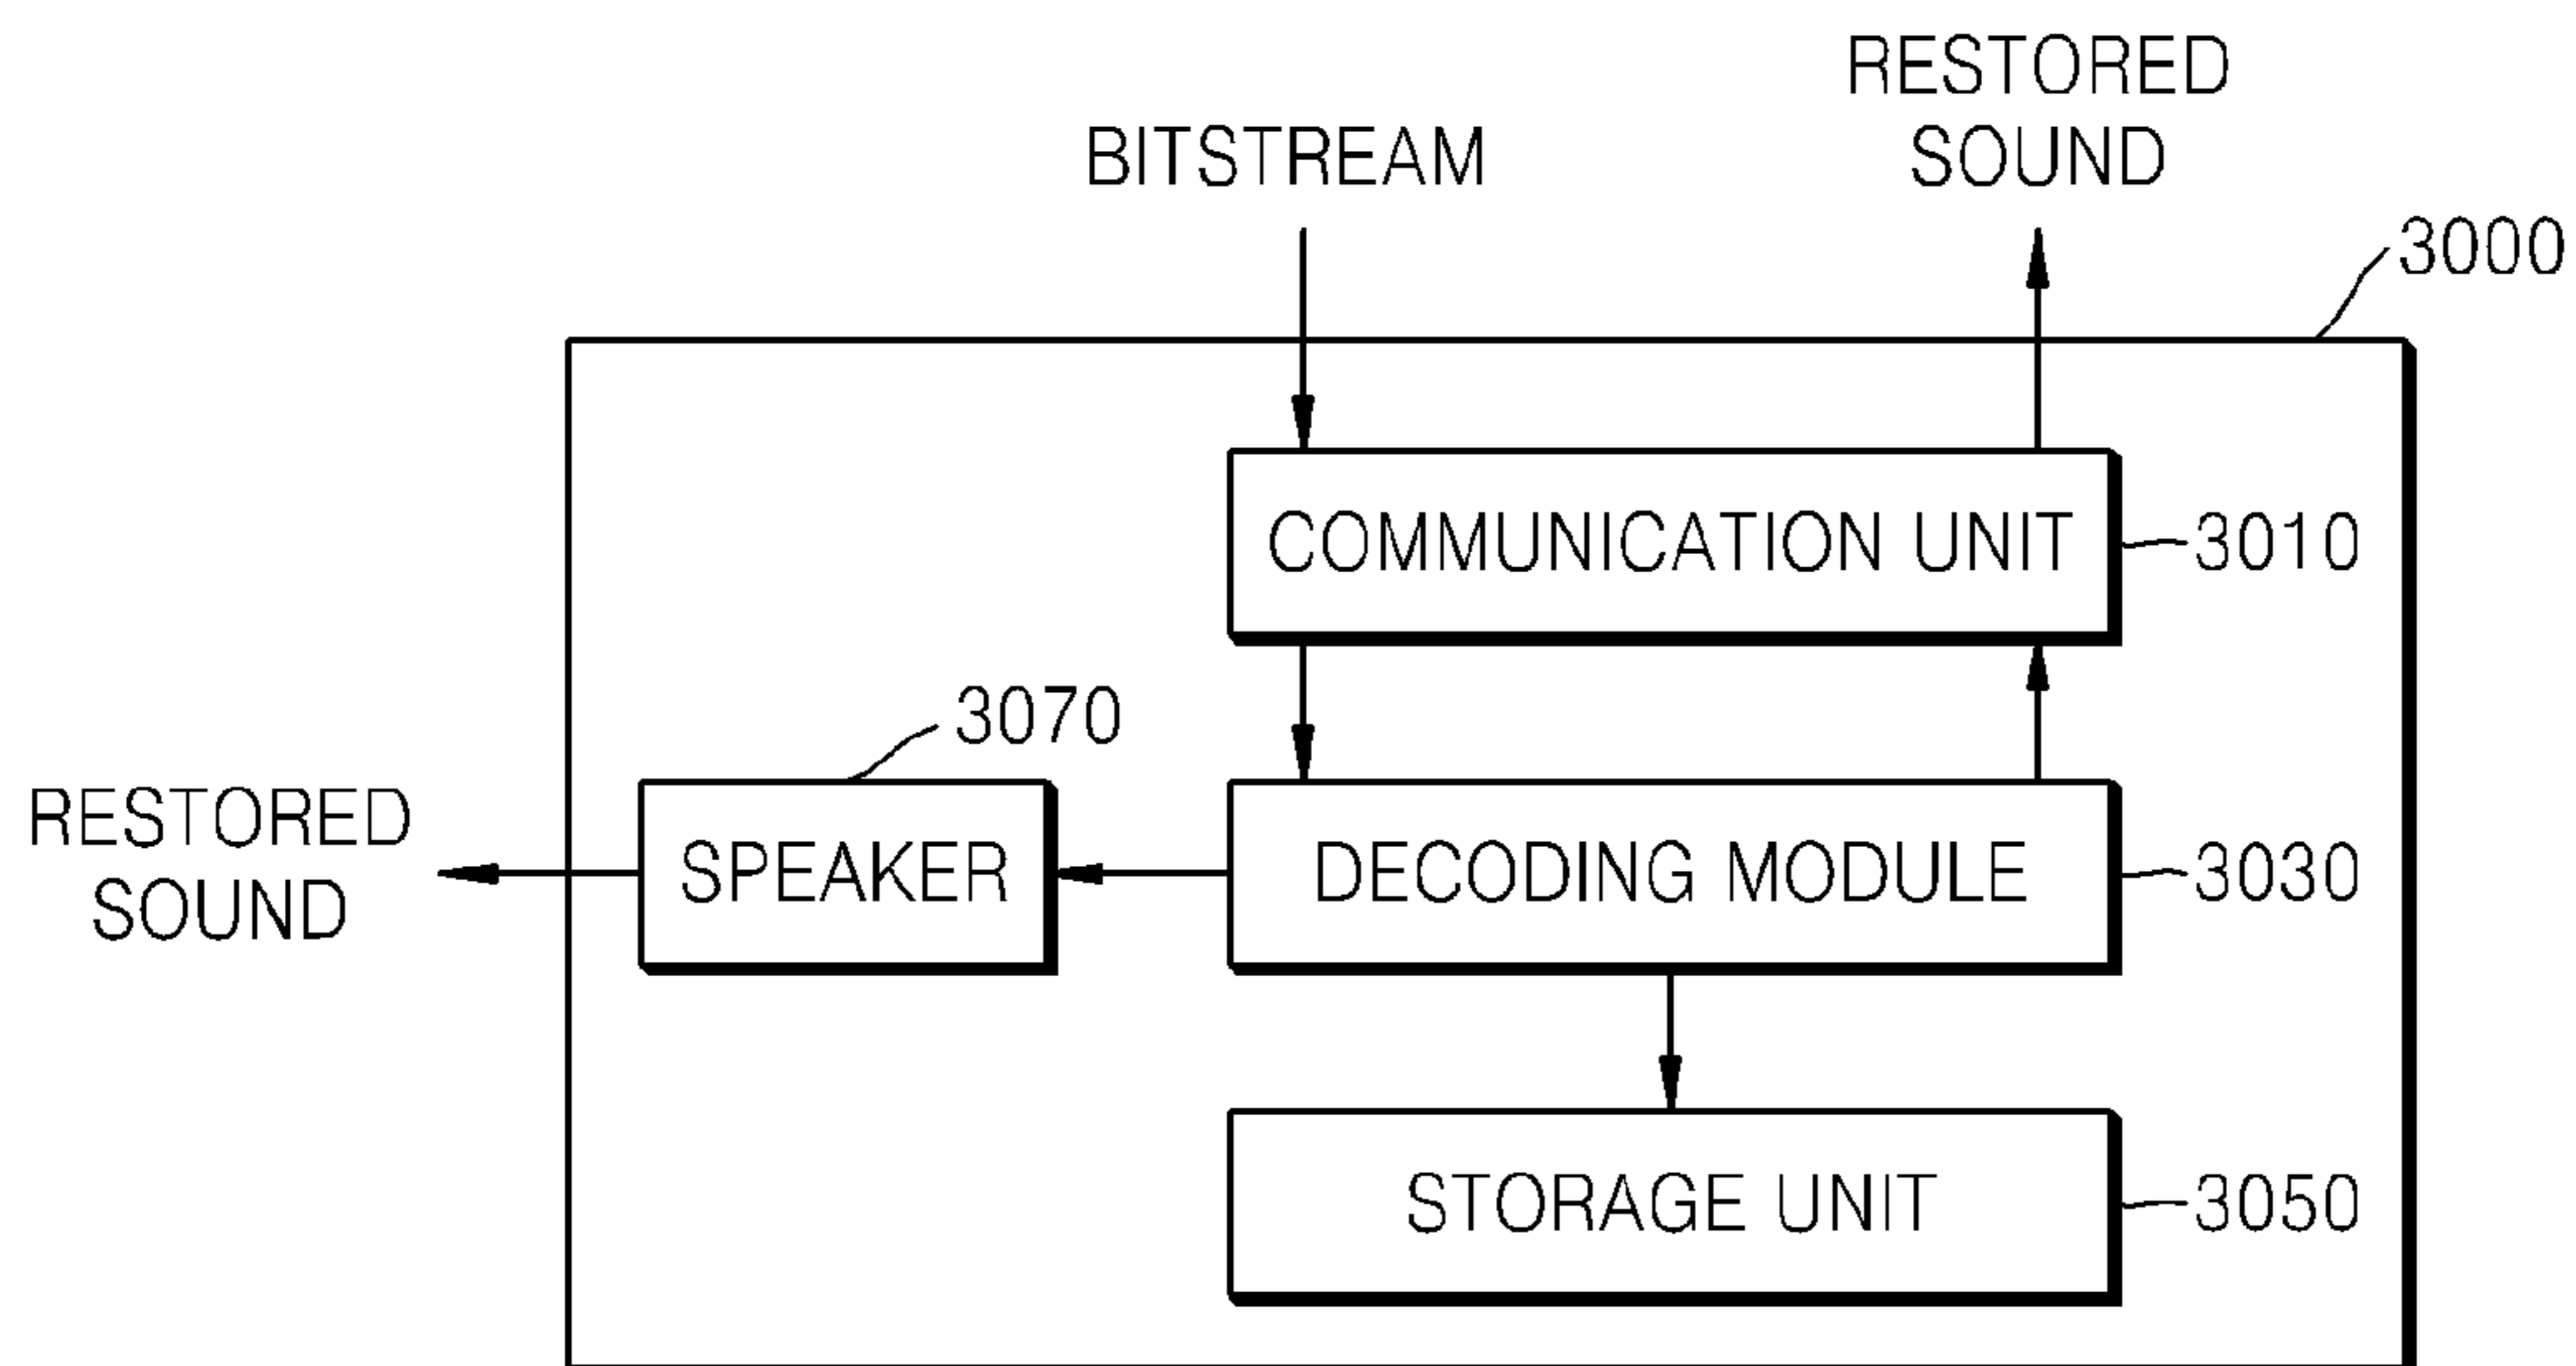 RESTORED
SOUND
BITSTREAM
3000
COMMUNICATION UNIT
3010
3070
RESTORED
SOUND
SPEAKER
DECODING MODULE
3030
STORAGE UNIT
3050